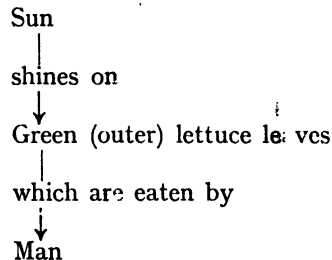 Sun
shines on
Green (outer) lettuce leaves
which are eaten by
Man